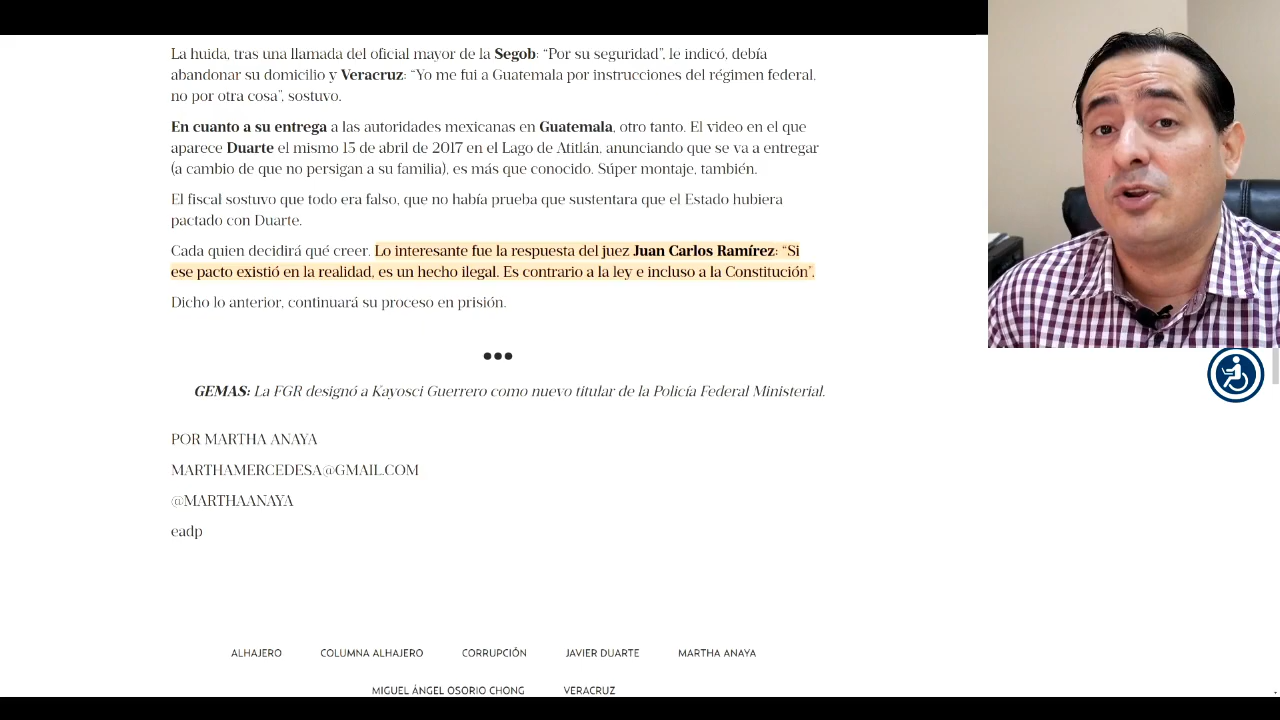 La huida, tras una llamada del oficial mayor de la Segob: “Por su seguridad”, le indicó, debía
abandonar su domicilio y Veracruz: “Yo me fui a Guatemala por instrucciones del régimen federal,
no por otra cosa”, sostuvo.
En cuanto a su entrega a las autoridades mexicanas en Guatemala, otro tanto. El video en el que
aparece Duarte el mismo 15 de abril de 2017 en el Lago de Atitlán, anunciando que se va a entregar
(a cambio de que no persigan a su familia), es más que conocido. Súper montaje, también.
El fiscal sostuvo que todo era falso, que no había prueba que sustentara que el Estado hubiera
pactado con Duarte.
Cada quien decidirá qué creer. Lo interesante fue la respuesta del juez Juan Carlos Ramírez: “Si
ese pacto existió en la realidad, es un hecho ilegal. Es contrario a la ley e incluso a la Constitución”.
Dicho lo anterior, continuará su proceso en prisión.
●●●
GEMAS: La FGR designó a Kayosci Guerrero como nuevo titular de la Policía Federal Ministerial.
POR MARTHA ANAYA
MARTHAMERCEDESA@GMAIL.COM
@MARTHAANAYA
eadp
ALHAJERO COLUMNA ALHAJERO CORRUPCIÓN JAVIER DUARTE MARTHA ANAYA
MIGUEL ÁNGEL OSORIO CHONG VERACRUZ